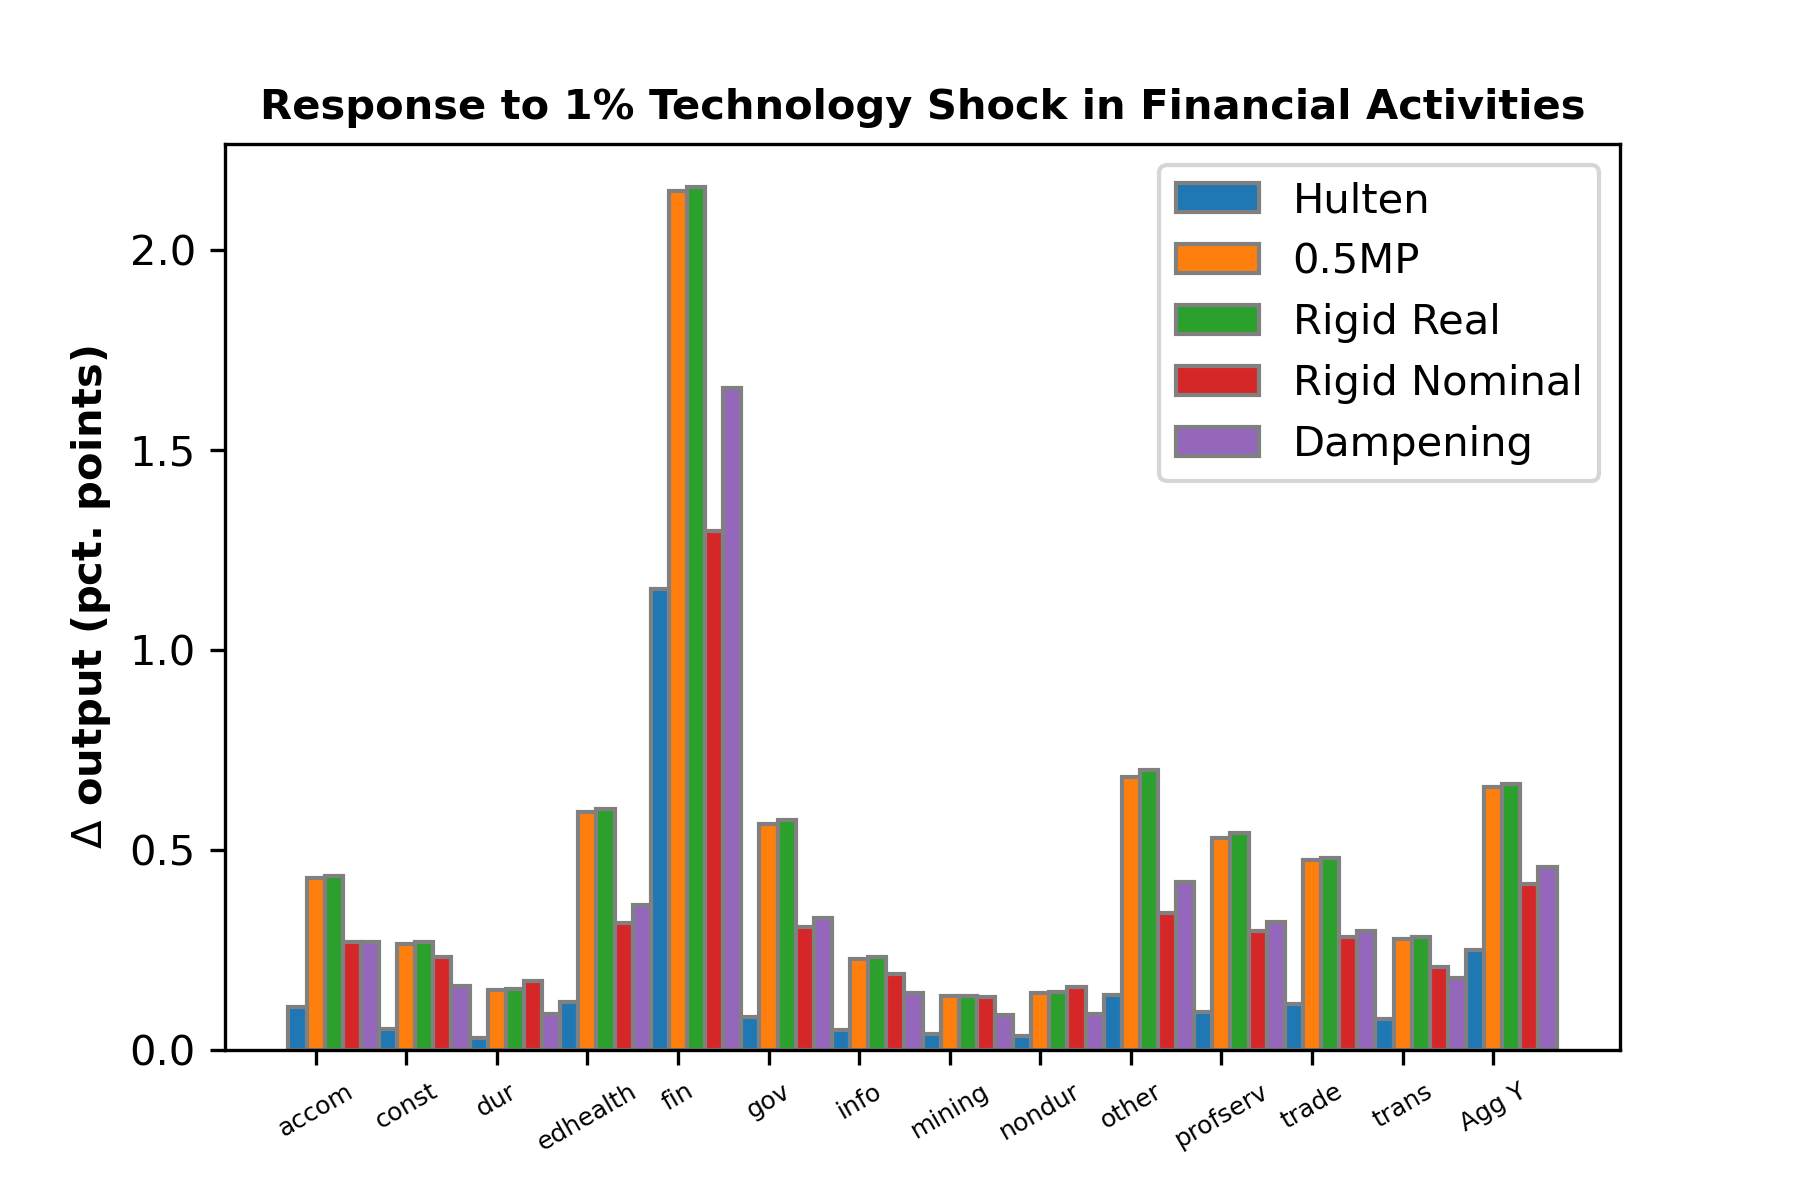 Response to 1% Technology Shock in Financial Activities
Δ output (pct. points)
2.0
1.5
1.0
0.5
0.0
Hulten
0.5MP
Rigid Real
Rigid Nominal
Dampening
accom
const
dur
edhealth
fin
gov
info
mining
nondur
other
profserv
trade
trans
Agg Y